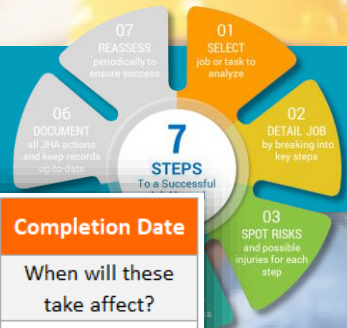 07
REASSESS
periodically to
ensure success
01
SELECT
job or task to
analyze
06
DOCUMENT
all JHA actions
and keep records
up-to-date
7
STEPS
To a Successful
02
DETAIL JOB
by breaking into
key steps
03
SPOT RISKS
and possible
injuries for each
step
Completion Date
When will these
take affect?